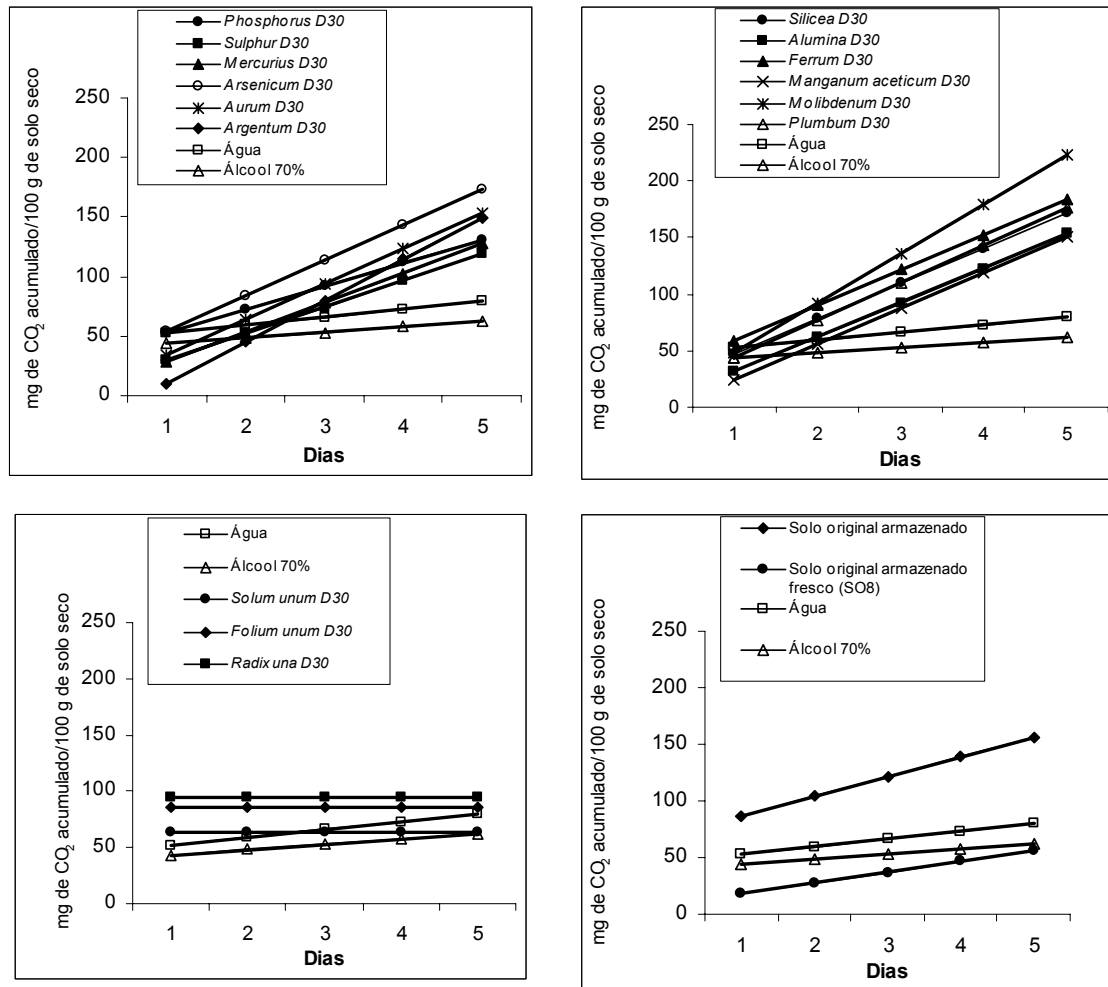 Phosphorus D30
Sulphur D30
Mercurius D30
Arsenicum D30
Aurum D30
Argentum D30
Água
Álcool 70%
mg de CO2 acumulado/100 g de solo seco
250
200
150
100
50
0
1 2 3 4 5
Dias
Silicea D30
Alumina D30
Ferrum D30
Manganum aceticum D30
Molibdenum D30
Plumbum D30
Água
Álcool 70%
mg de CO2 acumulado/100 g de solo seco
250
200
150
100
50
0
1 2 3 4 5
Dias
Água
Álcool 70%
Solum unum D30
Folium unum D30
Radix una D30
mg de CO2 acumulado/100 g de solo seco
250
200
150
100
50
0
1 2 3 4 5
Dias
Solo original armazenado
Solo original armazenado
fresco (SO8)
Água
Álcool 70%
mg de CO2 acumulado/100 g de solo seco
250
200
150
100
50
0
1 2 3 4 5
Dias